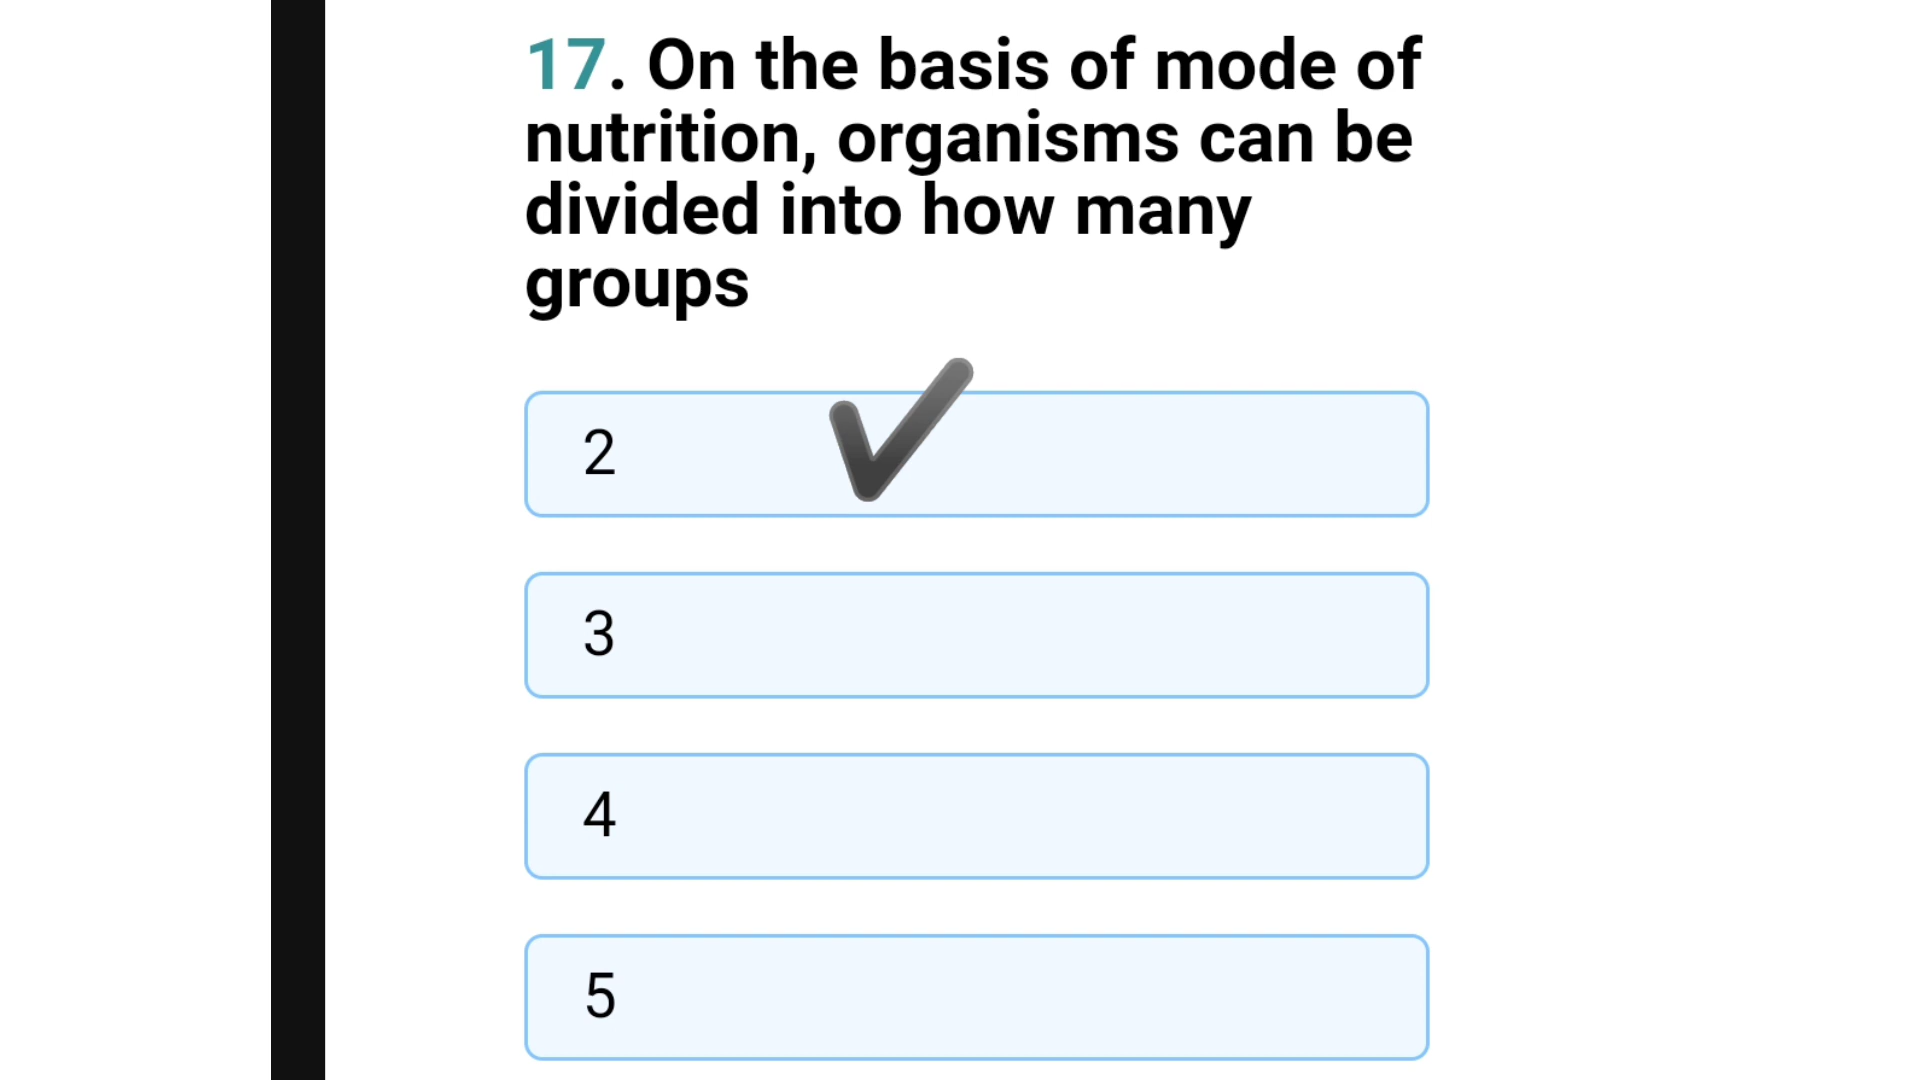 17. On the basis of mode of
nutrition, organisms can be
divided into how many
groups
2
3
4
5